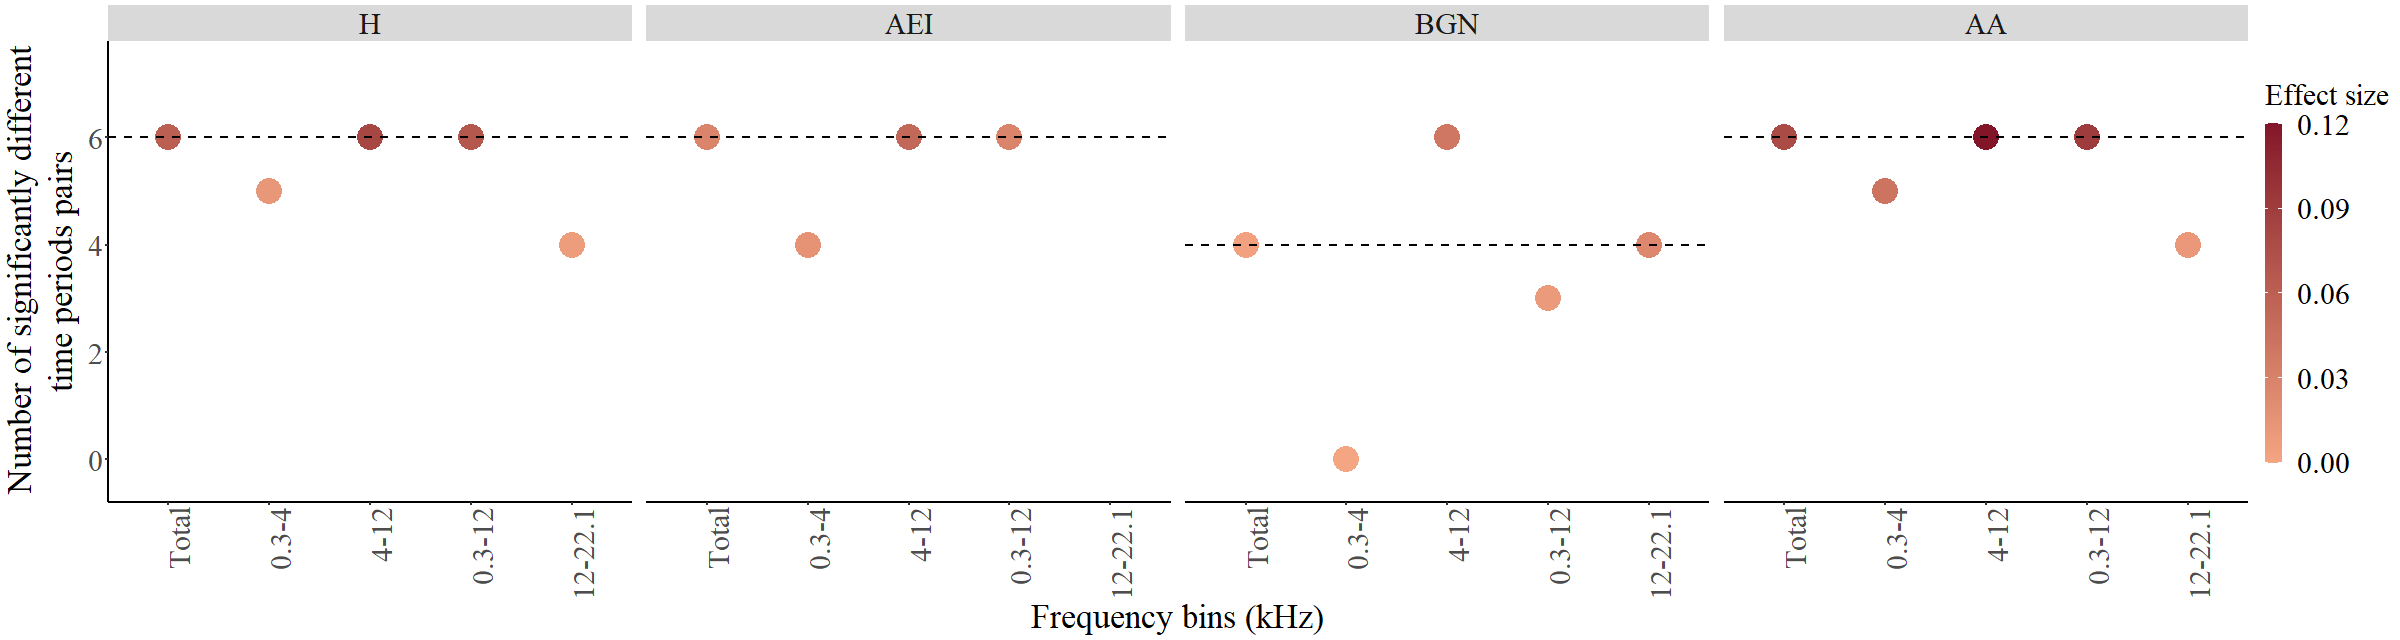 H
AEI
BGN
AA
Number of significantly different
time periods pairs
6
4
2
0
Total
0.3-4
4-12
0.3-12
12-22.1
Total
0.3-4
4-12
0.3-12
12-22.1
Total
0.3-4
4-12
0.3-12
12-22.1
Total
0.3-4
4-12
0.3-12
12-22.1
Frequency bins (kHz)
Effect size
0.12
0.09
0.06
0.03
0.00